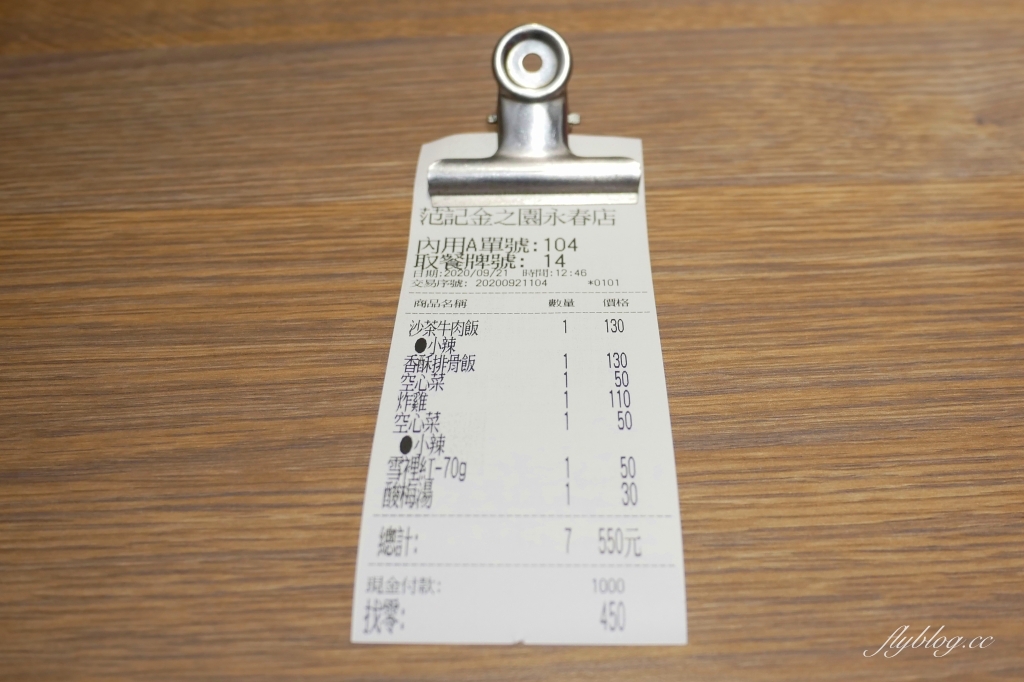 范記金之園永春店
內用A單號:104
取餐牌號: 14
日期:2020/09/21 時間:12:46
交易序號: 20200921104 *0101
商品名稱 數量 價格
沙茶牛肉飯 1 130
●小辣
香酥排骨飯 1 130
空心菜 1 50
炸雞 1 110
空心菜 1 50
●小辣
雪裡紅-70g 1 50
酸梅湯 1 30
總計: 7 550元
現金付款: 1000
找零: 450
flyblog.cc